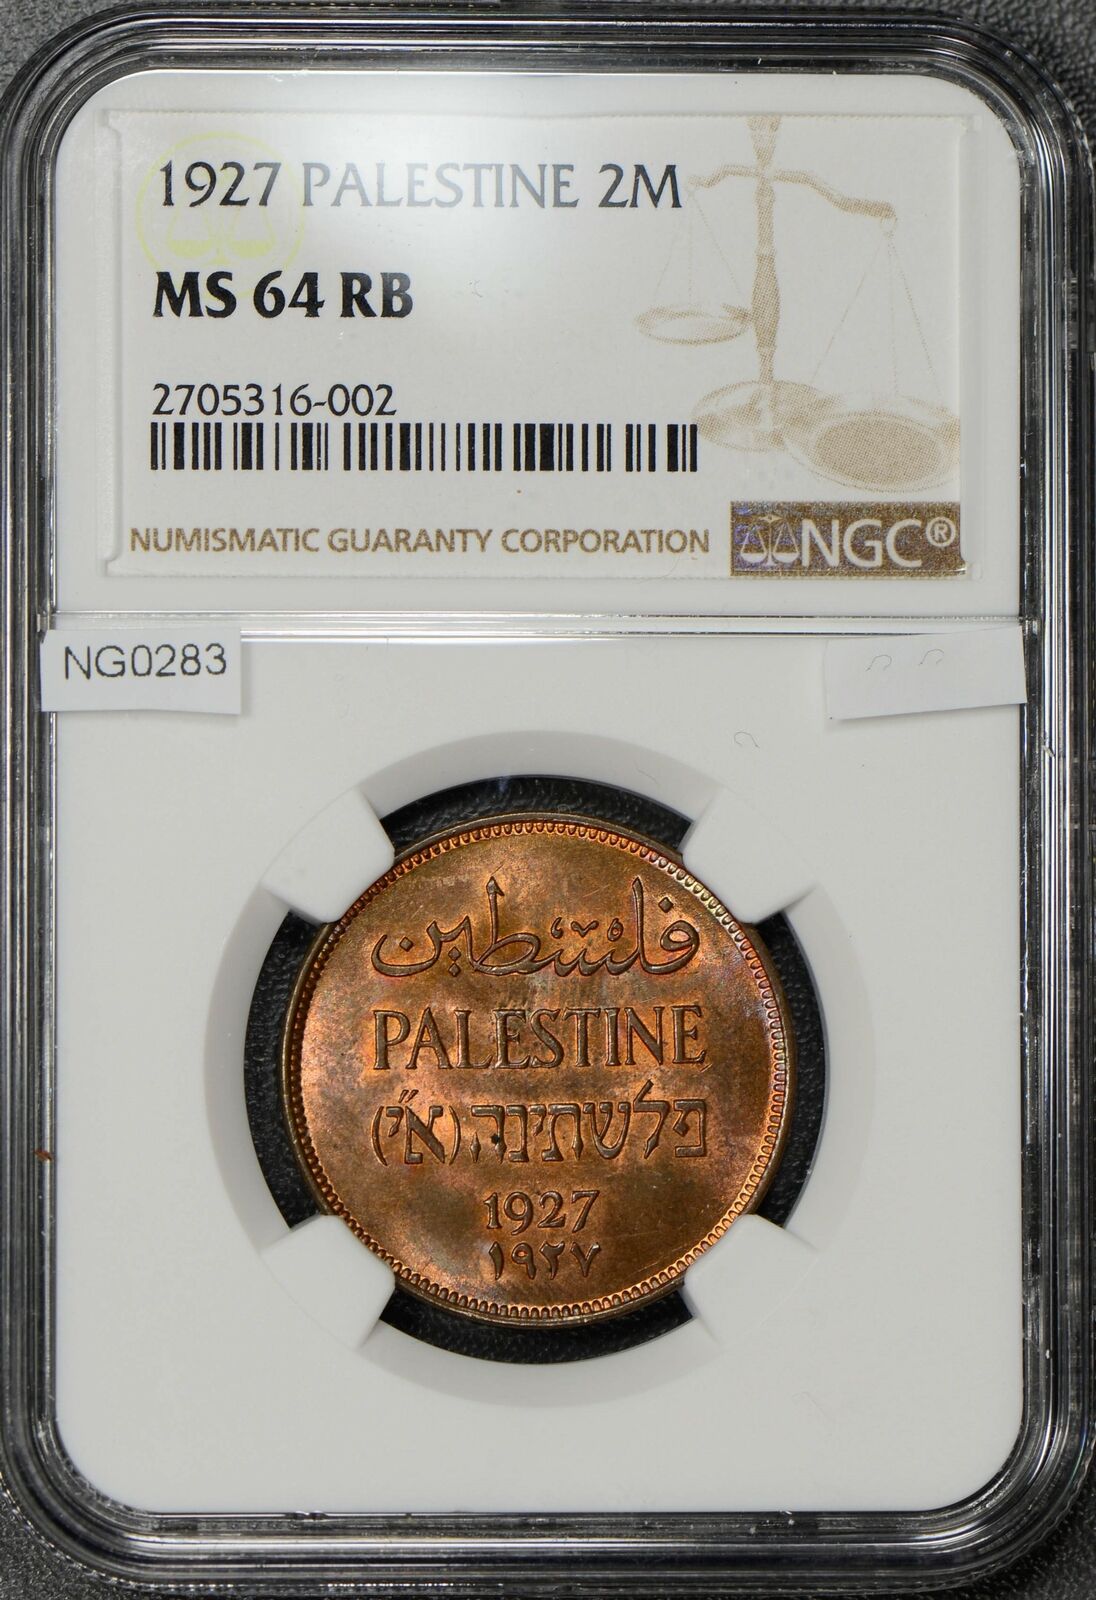 1927 PALESTINE 2M
MS 64 RB
2705316-002
NUMISMATIC GUARANTY CORPORATION
NGC®
NG0283
فلسطين
PALESTINE
פלשתינה (א״י)
1927
١٩٢٧